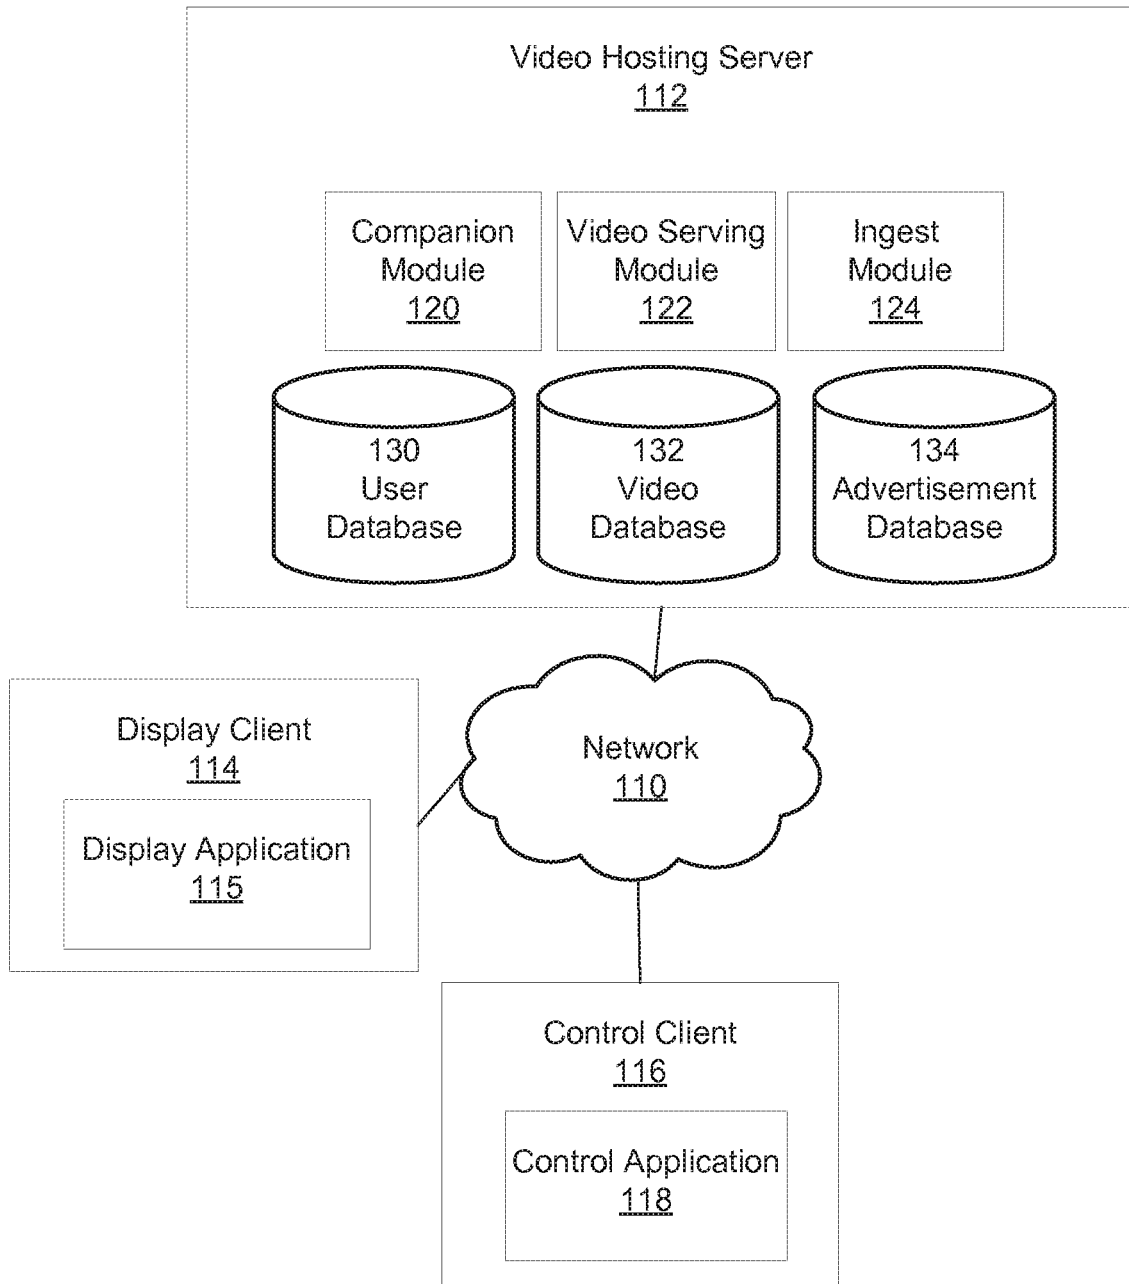 Video Hosting Server
112
Companion
Module
120
Video Serving
Module
122
Ingest
Module
124
130
User
Database
132
Video
Database
134
Advertisement
Database
Display Client
114
Display Application
115
Network
110
Control Client
116
Control Application
118